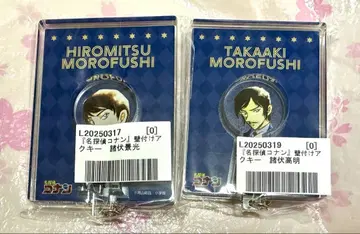 HIROMITSU
MOROFUSHI
L20250317 [0]
『名探偵コナン』壁付けア
クキー 諸伏景光
TAKAAKI
MOROFUSHI
L20250319 [0]
『名探偵コナン』壁付けア
クキー 諸伏高明